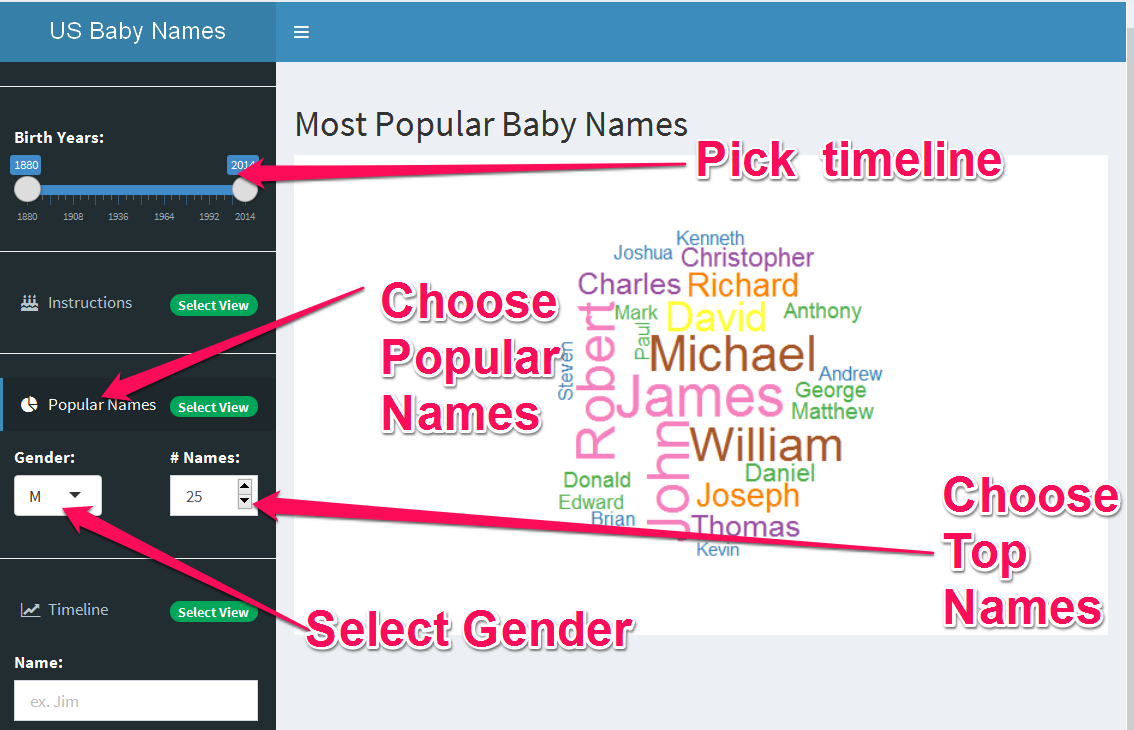 US Baby Names
Most Popular Baby Names
Birth Years:
1880 2014
1880 1908 1936 1964 1992 2014
Pick timeline
Instructions Select View
Popular Names Select View
Gender: # Names:
M 25
Choose
Popular
Names
Select Gender
Choose
Top
Names
Timeline Select View
Name:
ex. Jim
Kenneth
Joshua Christopher
Charles Richard
Mark David Anthony
Robert
Paul
Steven
Michael
Andrew
James
George
Matthew
John
William
Daniel
Donald
Joseph
Edward
Brian
Thomas
Kevin